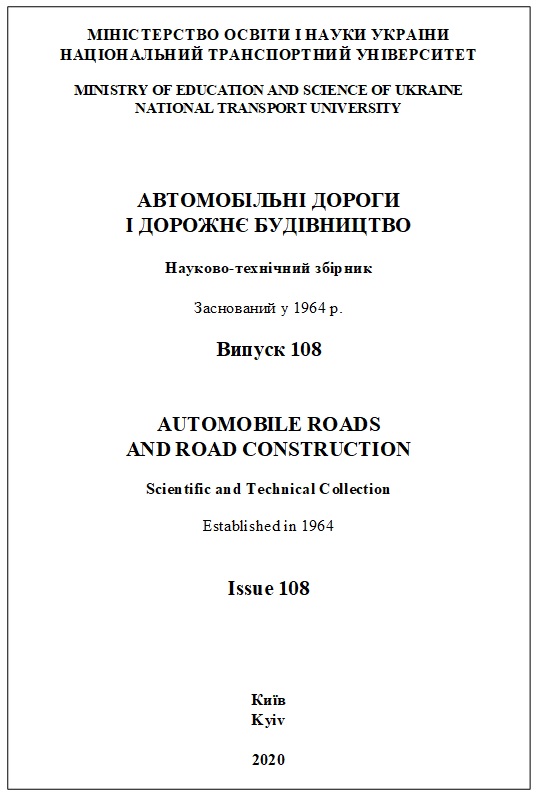 МІНІСТЕРСТВО ОСВІТИ І НАУКИ УКРАЇНИ
НАЦІОНАЛЬНИЙ ТРАНСПОРТНИЙ УНІВЕРСИТЕТ
MINISTRY OF EDUCATION AND SCIENCE OF UKRAINE
NATIONAL TRANSPORT UNIVERSITY
АВТОМОБІЛЬНІ ДОРОГИ
І ДОРОЖНЄ БУДІВНИЦТВО
Науково-технічний збірник
Заснований у 1964 р.
Випуск 108
AUTOMOBILE ROADS
AND ROAD CONSTRUCTION
Scientific and Technical Collection
Established in 1964
Issue 108
Київ
Kyiv
2020